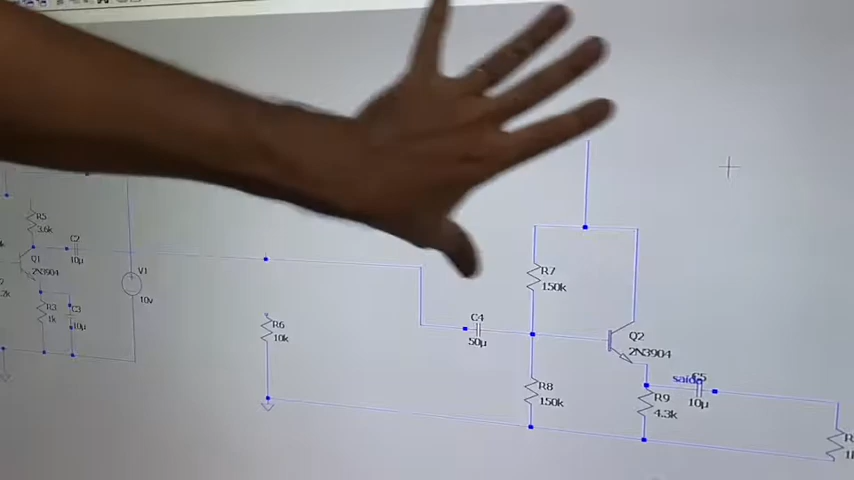 R5
3.6k
C2
10µ
Q1
2N3904
R3
1k
C3
10µ
V1
10v
R6
10k
C4
50µ
R7
150k
R8
150k
Q2
2N3904
saida
C5
10µ
R9
4.3k